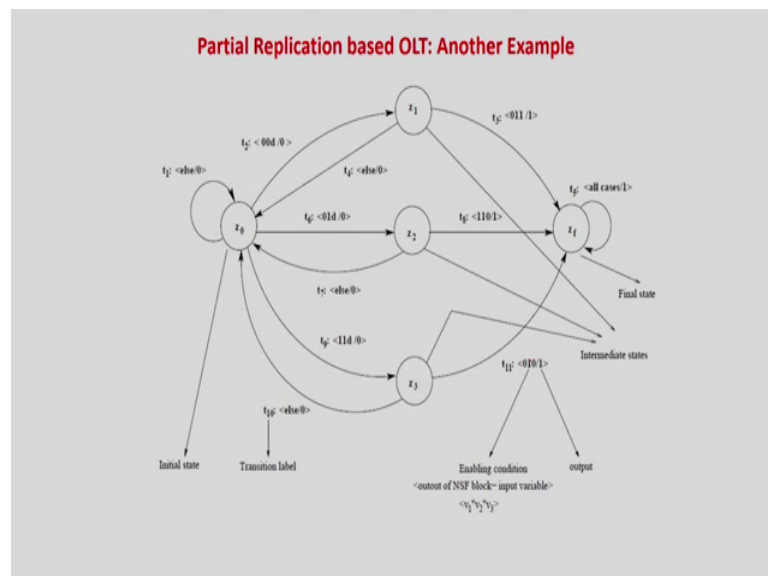 Partial Replication based OLT: Another Example
z1
t3: <011 /1>
t2: < 00d /0 >
t1: <else/0>
t4: <else/0>
t5: <all cases/1>
t6: <01d /0>
t8: <110/1>
z0
z2
zf
t7: <else/0>
Final state
t9: <11d /0>
Intermediate states
t11: <010/1>
z3
t10: <else/0>
Initial state
Transition label
Enabling condition
output
<outout of NSF block- input variable>
<v1+v2+v3>